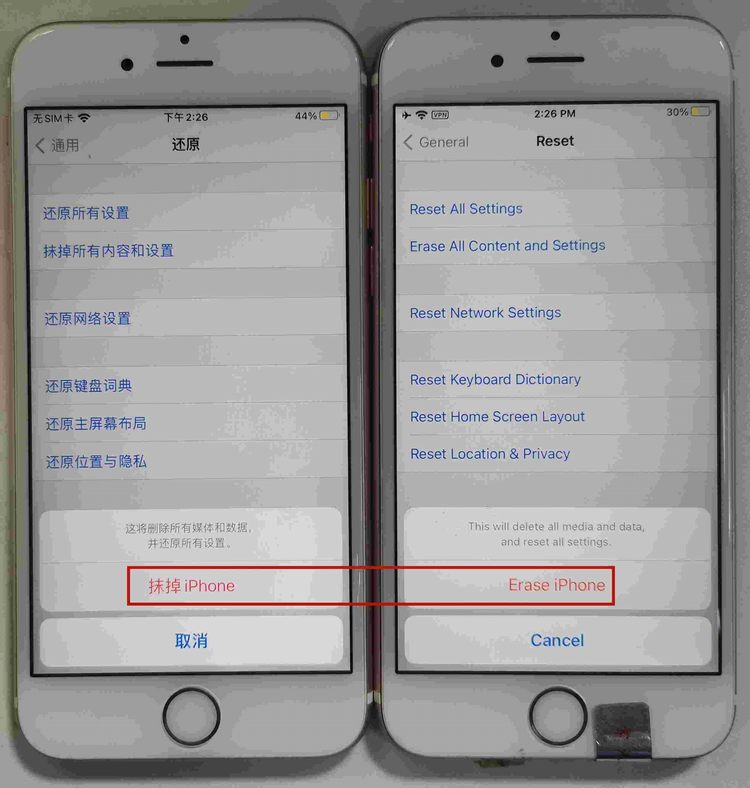 无SIM卡 下午2:26 44%
通用 还原
还原所有设置
抹掉所有内容和设置
还原网络设置
还原键盘词典
还原主屏幕布局
还原位置与隐私
这将删除所有媒体和数据，
并还原所有设置。
抹掉 iPhone
取消
VPN 2:26 PM 30%
General Reset
Reset All Settings
Erase All Content and Settings
Reset Network Settings
Reset Keyboard Dictionary
Reset Home Screen Layout
Reset Location & Privacy
This will delete all media and data,
and reset all settings.
Erase iPhone
Cancel